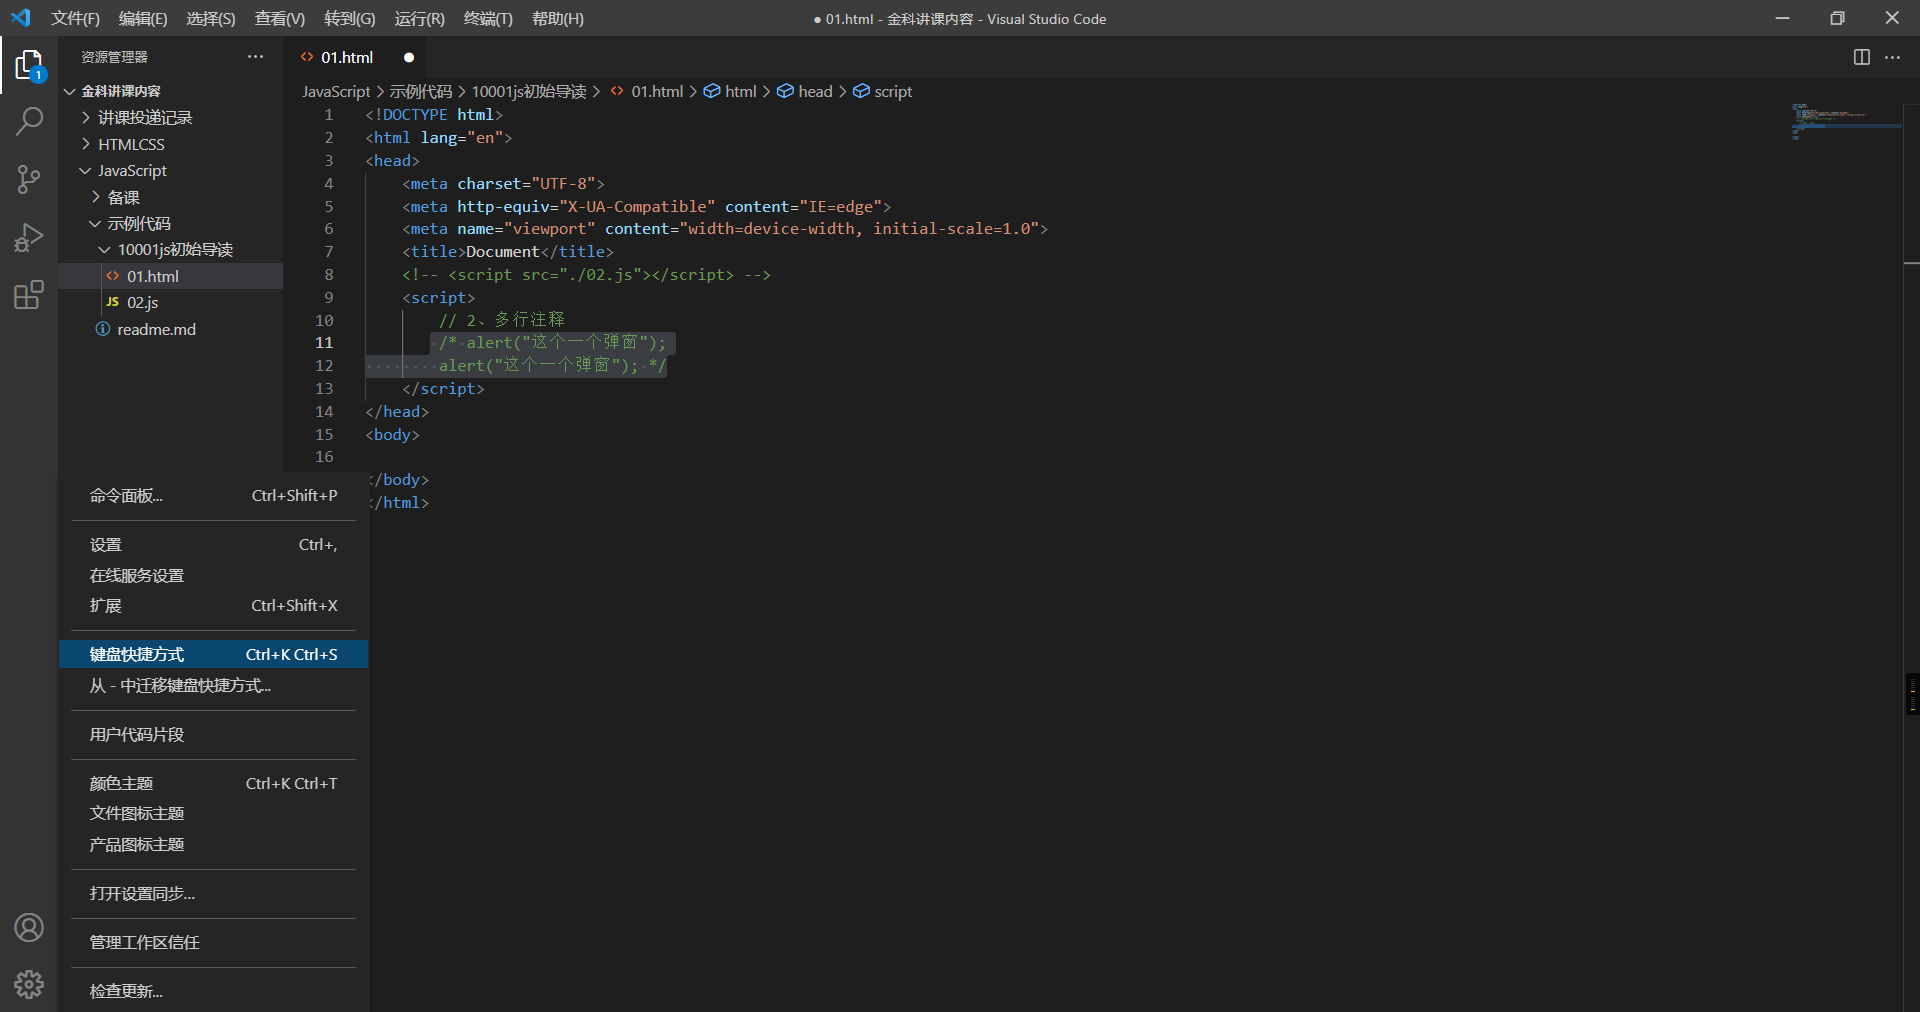 文件(F) 编辑(E) 选择(S) 查看(V) 转到(G) 运行(R) 终端(T) 帮助(H)
● 01.html - 金科讲课内容 - Visual Studio Code
资源管理器
金科讲课内容
讲课投递记录
HTMLCSS
JavaScript
备课
示例代码
10001js初始导读
01.html
JS 02.js
readme.md
1
01.html
JavaScript > 示例代码 > 10001js初始导读 > 01.html > html > head > script
1 <!DOCTYPE html>
2 <html lang="en">
3 <head>
4 <meta charset="UTF-8">
5 <meta http-equiv="X-UA-Compatible" content="IE=edge">
6 <meta name="viewport" content="width=device-width, initial-scale=1.0">
7 <title>Document</title>
8 <!-- <script src="./02.js"></script> -->
9 <script>
10 // 2、多行注释
11 /* alert("这个一个弹窗");
12 alert("这个一个弹窗"); */
13 </script>
14 </head>
15 <body>
16
</body>
</html>
命令面板... Ctrl+Shift+P
设置 Ctrl+,
在线服务设置
扩展 Ctrl+Shift+X
键盘快捷方式 Ctrl+K Ctrl+S
从 - 中迁移键盘快捷方式...
用户代码片段
颜色主题 Ctrl+K Ctrl+T
文件图标主题
产品图标主题
打开设置同步...
管理工作区信任
检查更新...